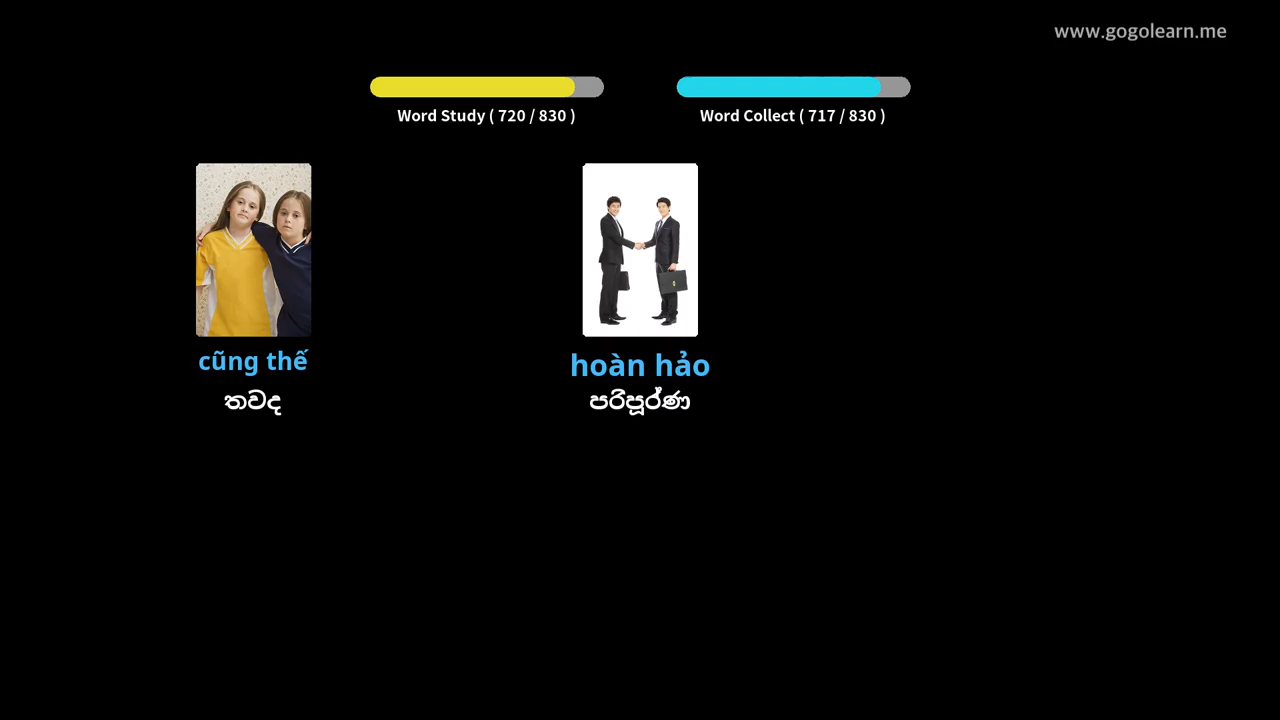 www.gogolearn.me
Word Study ( 720 / 830 )
Word Collect ( 717 / 830 )
cũng thế
තවද
hoàn hảo
පරිපූර්ණ